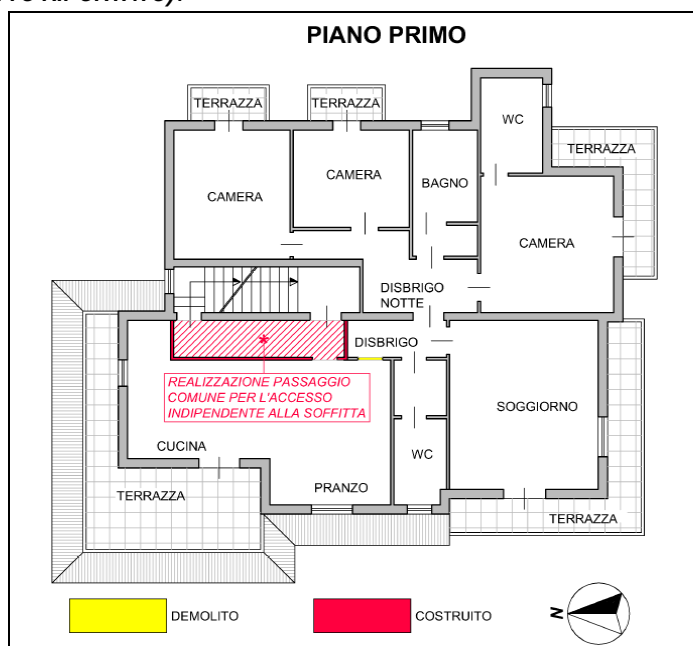 PIANO PRIMO
TERRAZZA
TERRAZZA
WC
TERRAZZA
CAMERA
CAMERA
BAGNO
CAMERA
DISBRIGO
NOTTE
DISBRIGO
*
REALIZZAZIONE PASSAGGIO
COMUNE PER L'ACCESSO
INDIPENDENTE ALLA SOFFITTA
SOGGIORNO
CUCINA
WC
TERRAZZA
PRANZO
TERRAZZA
DEMOLITO
COSTRUITO
N